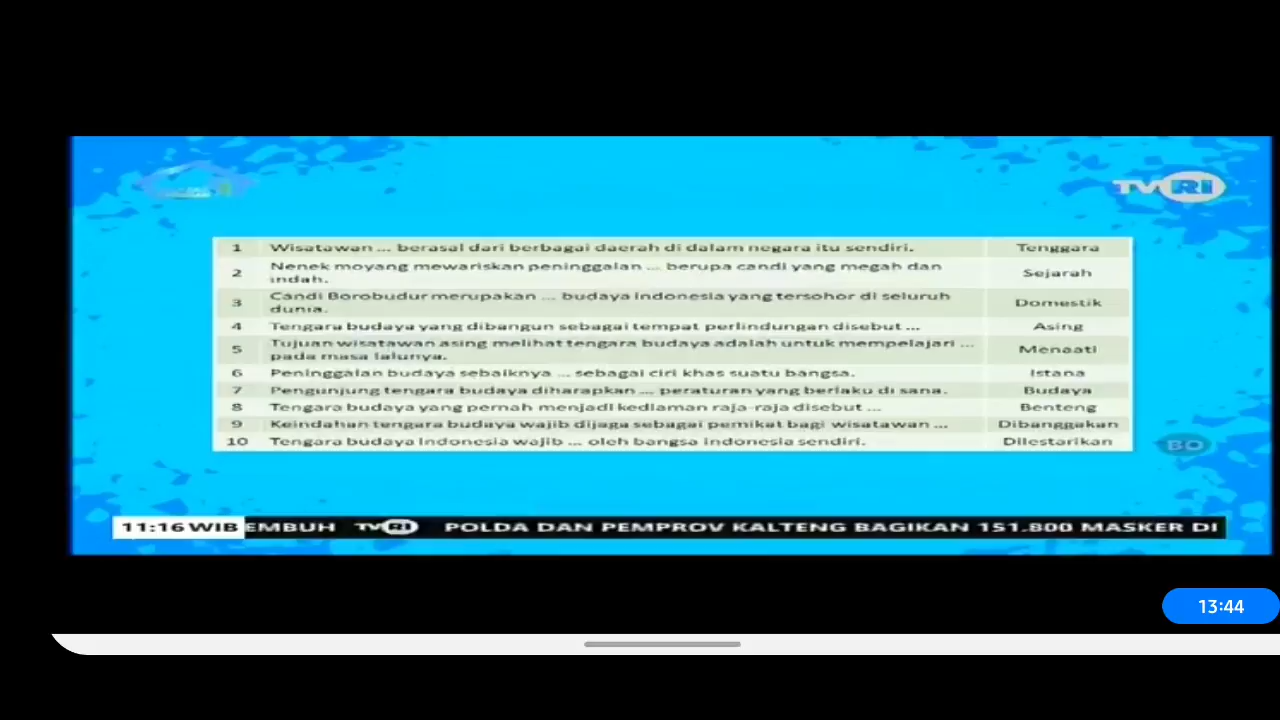 TVRI
1 Wisatawan ... berasal dari berbagai daerah di dalam negara itu sendiri. Tenggara
2 Nenek moyang mewariskan peninggalan ... berupa candi yang megah dan
indah. Sejarah
3 Candi Borobudur merupakan ... budaya Indonesia yang tersohor di seluruh
dunia. Domestik
4 Tengara budaya yang dibangun sebagai tempat perlindungan disebut ... Asing
5 Tujuan wisatawan asing melihat tengara budaya adalah untuk mempelajari ...
pada masa lalunya. Menaati
6 Peninggalan budaya sebaiknya ... sebagai ciri khas suatu bangsa. Istana
7 Pengunjung tengara budaya diharapkan ... peraturan yang berlaku di sana. Budaya
8 Tengara budaya yang pernah menjadi kediaman raja-raja disebut ... Benteng
9 Keindahan tengara budaya wajib dijaga sebagai pemikat bagi wisatawan ... Dibanggakan
10 Tengara budaya Indonesia wajib ... oleh bangsa Indonesia sendiri. Dilestarikan
BO
11:16 WIB EMBUH TVRI POLDA DAN PEMPROV KALTENG BAGIKAN 151.800 MASKER DI
13:44